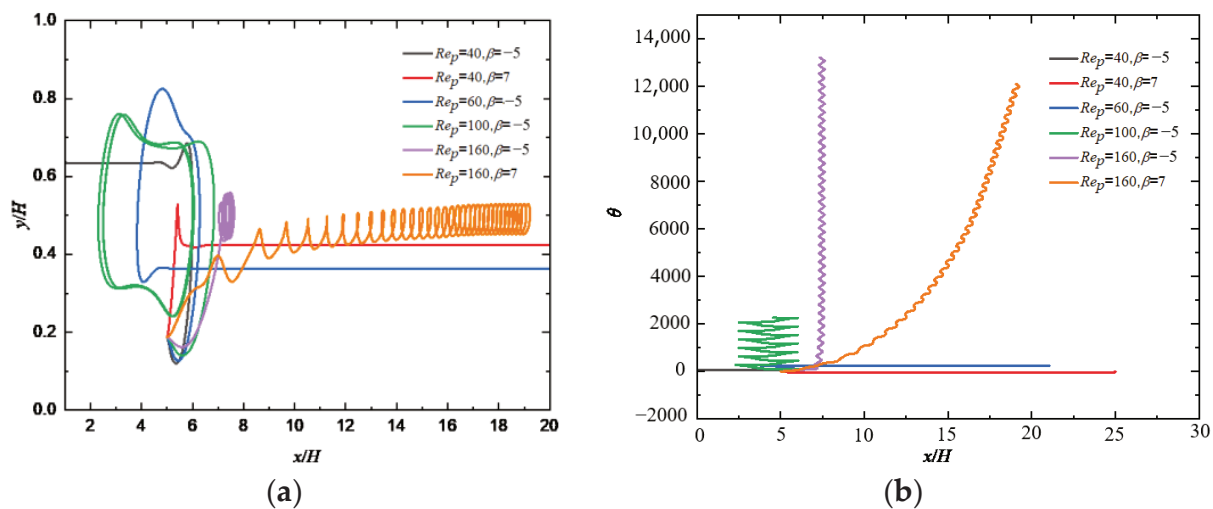 (a)
y/H
1.0
0.8
0.6
0.4
0.2
0.0
2 4 6 8 10 12 14 16 18 20
x/H
Rep=40,β=−5
Rep=40,β=7
Rep=60,β=−5
Rep=100,β=−5
Rep=160,β=−5
Rep=160,β=7
(a)
(b)
θ
14,000
12,000
10,000
8000
6000
4000
2000
0
−2000
0 5 10 15 20 25 30
x/H
Rep=40,β=−5
Rep=40,β=7
Rep=60,β=−5
Rep=100,β=−5
Rep=160,β=−5
Rep=160,β=7
(b)